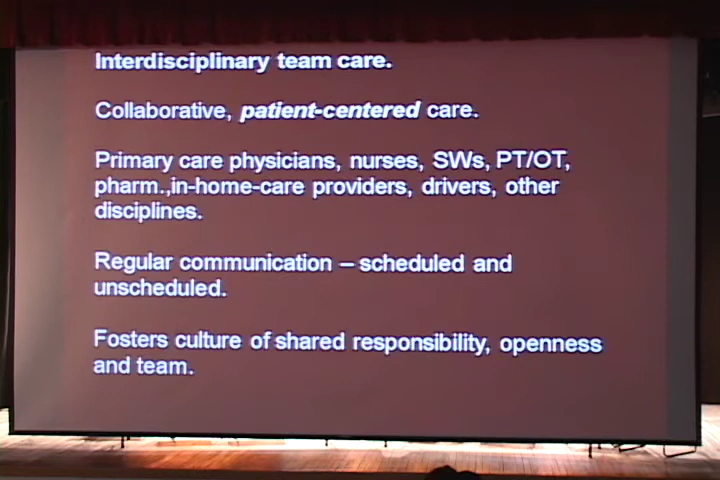 Interdisciplinary team care.
Collaborative, patient-centered care.
Primary care physicians, nurses, SWs, PT/OT,
pharm.,in-home-care providers, drivers, other
disciplines.
Regular communication – scheduled and
unscheduled.
Fosters culture of shared responsibility, openness
and team.